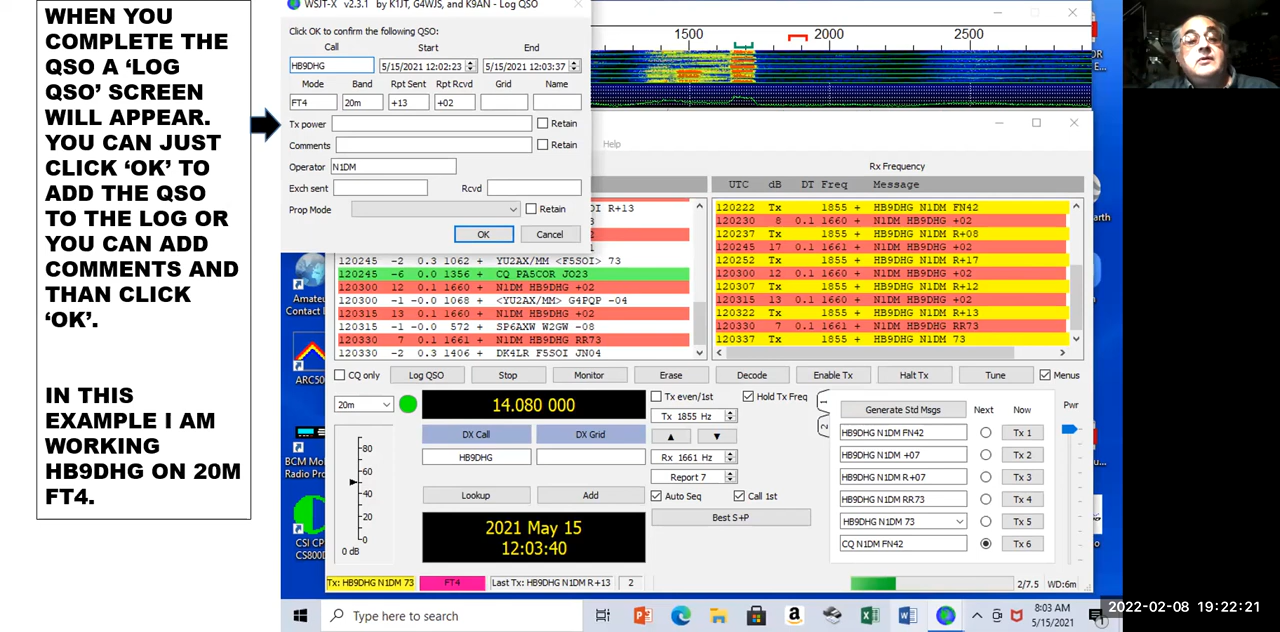 WHEN YOU
COMPLETE THE
QSO A ‘LOG
QSO’ SCREEN
WILL APPEAR.
YOU CAN JUST
CLICK ‘OK’ TO
ADD THE QSO
TO THE LOG OR
YOU CAN ADD
COMMENTS AND
THAN CLICK
‘OK’.
IN THIS
EXAMPLE I AM
WORKING
HB9DHG ON 20M
FT4.
WSJT-X v2.3.1 by K1JT, G4WJS, and K9AN - Log QSO
Click OK to confirm the following QSO:
Call Start End
HB9DHG 5/15/2021 12:02:23 5/15/2021 12:03:37
Mode Band Rpt Sent Rpt Rcvd Grid Name
FT4 20m +13 +02
Tx power Retain
Comments Retain
Operator N1DM
Exch sent Rcvd
Prop Mode Retain
OK Cancel
1500 2000 2500
Help
Rx Frequency
UTC dB DT Freq Message
120222 Tx 1855 + HB9DHG N1DM FN42
120230 8 0.1 1661 + N1DM HB9DHG +02
120237 Tx 1855 + HB9DHG N1DM R+08
120245 17 0.1 1661 + N1DM HB9DHG +02
120252 Tx 1855 + HB9DHG N1DM R+17
120300 12 0.1 1661 + N1DM HB9DHG +02
120307 Tx 1855 + HB9DHG N1DM R+12
120315 13 0.1 1661 + N1DM HB9DHG +02
120322 Tx 1855 + HB9DHG N1DM R+13
120330 7 0.1 1661 + N1DM HB9DHG RR73
120337 Tx 1855 + HB9DHG N1DM 73
R+13
120245 -2 0.3 1062 + YU2AX/MM <F5SOI> 73
120245 -6 0.0 1356 + CQ PA5COR JO23
120300 12 0.1 1660 + N1DM HB9DHG +02
120300 -1 -0.0 1068 + <YU2AX/MM> G4PQP -04
120315 13 0.1 1660 + N1DM HB9DHG +02
120315 -1 -0.0 572 + SP6AXW W2GW -08
120330 7 0.1 1660 + N1DM HB9DHG RR73
120330 -2 0.3 1406 + DK4LR F5SOI JN04
CQ only Log QSO Stop Monitor Erase Decode Enable Tx Halt Tx Tune Menus
20m 14.080 000
Tx even/1st Hold Tx Freq
Tx 1855 Hz
Rx 1661 Hz
Report 7
Auto Seq Call 1st
Best S+P
DX Call DX Grid
HB9DHG
Lookup Add
2021 May 15
12:03:40
80
60
40
20
0
0 dB
1
2
Generate Std Msgs Next Now
HB9DHG N1DM FN42 Tx 1
HB9DHG N1DM +07 Tx 2
HB9DHG N1DM R+07 Tx 3
HB9DHG N1DM RR73 Tx 4
HB9DHG N1DM 73 Tx 5
CQ N1DM FN42 Tx 6
Pwr
Tx: HB9DHG N1DM 73 FT4 Last Tx: HB9DHG N1DM R+13 2 2/7.5 WD:6m
Amateu
Contact L
ARC50
BCM Mo
Radio Pro
CSI CP
CS800D
Type here to search
8:03 AM
5/15/2021
2022-02-08 19:22:21